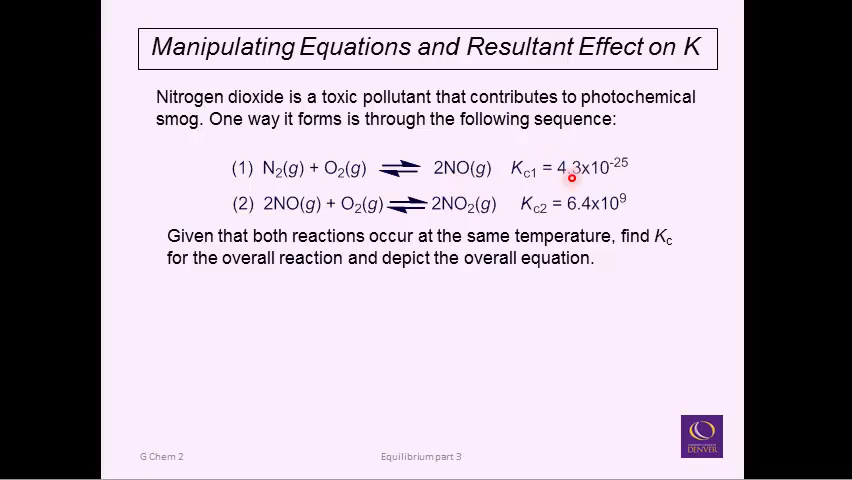 Manipulating Equations and Resultant Effect on K
Nitrogen dioxide is a toxic pollutant that contributes to photochemical
smog. One way it forms is through the following sequence:
(1) N₂(g) + O₂(g) ⇌ 2NO(g) Kc1 = 4.3x10⁻²⁵
(2) 2NO(g) + O₂(g) ⇌ 2NO₂(g) Kc2 = 6.4x10⁹
Given that both reactions occur at the same temperature, find Kc
for the overall reaction and depict the overall equation.
DENVER
G Chem 2 Equilibrium part 3